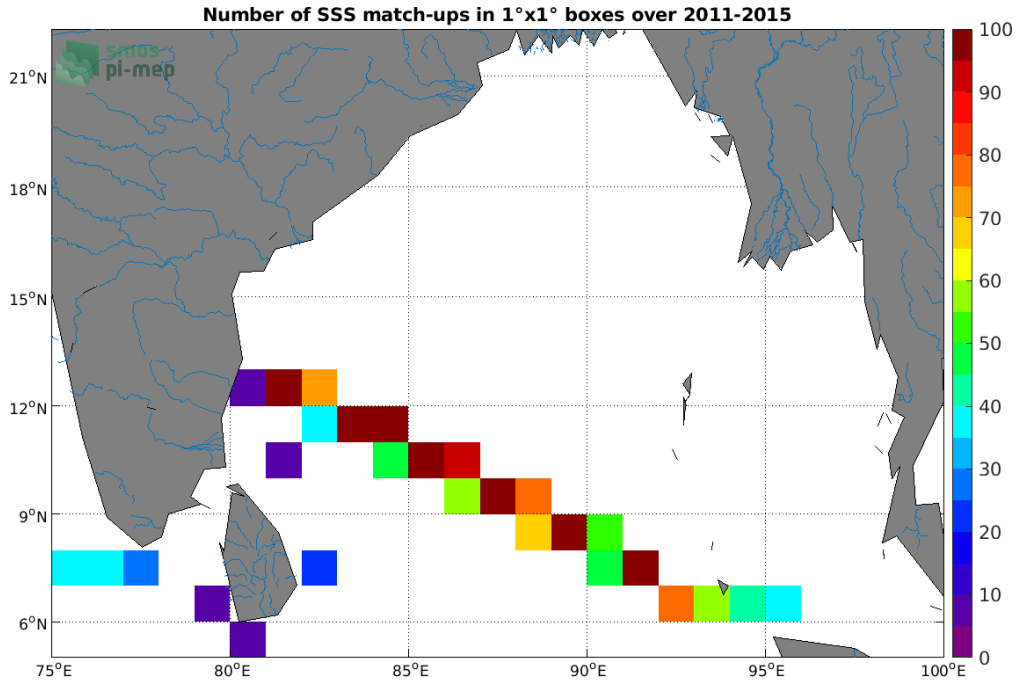 Number of SSS match-ups in 1°x1° boxes over 2011-2015
smos
pi-mep
21°N
18°N
15°N
12°N
9°N
6°N
75°E 80°E 85°E 90°E 95°E 100°E
100
90
80
70
60
50
40
30
20
10
0